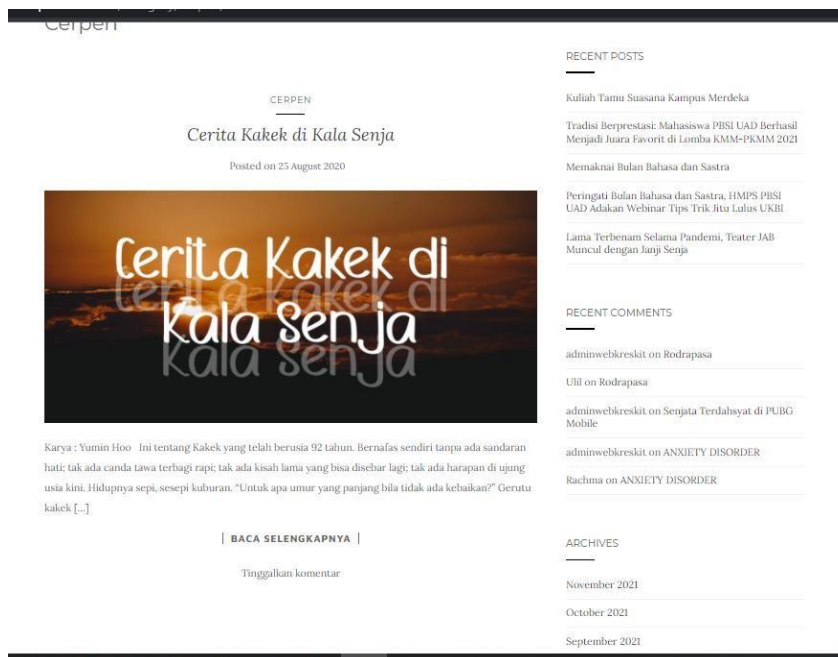 Cerpen
CERPEN
Cerita Kakek di Kala Senja
Posted on 25 August 2020
Cerita Kakek di
Kala Senja
Karya : Yumin Hoo Ini tentang Kakek yang telah berusia 92 tahun. Bernafas sendiri tanpa ada sandaran
hati; tak ada canda tawa terbagi rapi; tak ada kisah lama yang bisa disebar lagi; tak ada harapan di ujung
usia kini. Hidupnya sepi, sesepi kuburan. “Untuk apa umur yang panjang bila tidak ada kebaikan?” Gerutu
kakek [...]
| BACA SELENGKAPNYA |
Tinggalkan komentar
RECENT POSTS
Kuliah Tamu Suasana Kampus Merdeka
Tradisi Berprestasi: Mahasiswa PBSI UAD Berhasil
Menjadi Juara Favorit di Lomba KMM-PKMM 2021
Memaknai Bulan Bahasa dan Sastra
Peringati Bulan Bahasa dan Sastra, HMPS PBSI
UAD Adakan Webinar Tips Trik Jitu Lulus UKBI
Lama Terbenam Selama Pandemi, Teater JAB
Muncul dengan Janji Senja
RECENT COMMENTS
adminwebkreskit on Rodrapasa
Ulil on Rodrapasa
adminwebkreskit on Senjata Terdahsyat di PUBG
Mobile
adminwebkreskit on ANXIETY DISORDER
Rachma on ANXIETY DISORDER
ARCHIVES
November 2021
October 2021
September 2021